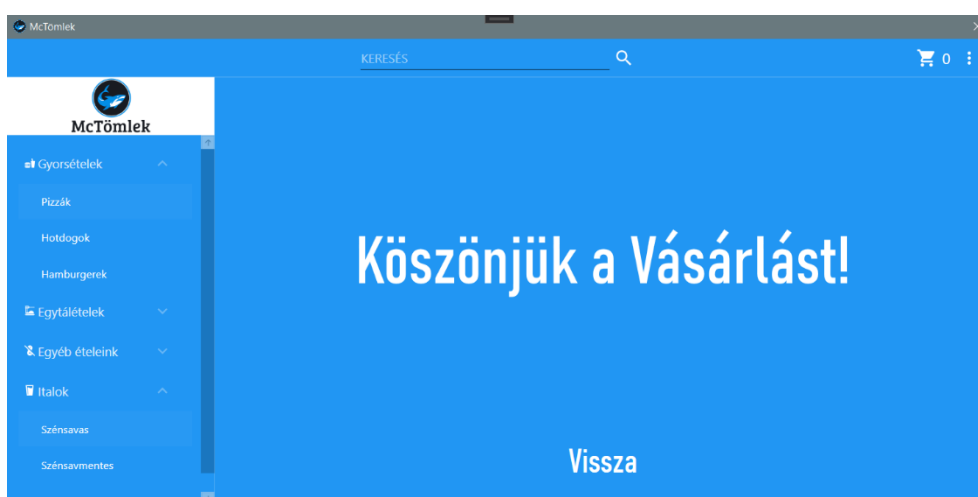 McTömlek
KERESÉS
0
McTömlek
Gyorsételek
Pizzák
Hotdogok
Hamburgerek
Egytálételek
Egyéb ételeink
Italok
Szénsavas
Szénsavmentes
Köszönjük a Vásárlást!
Vissza